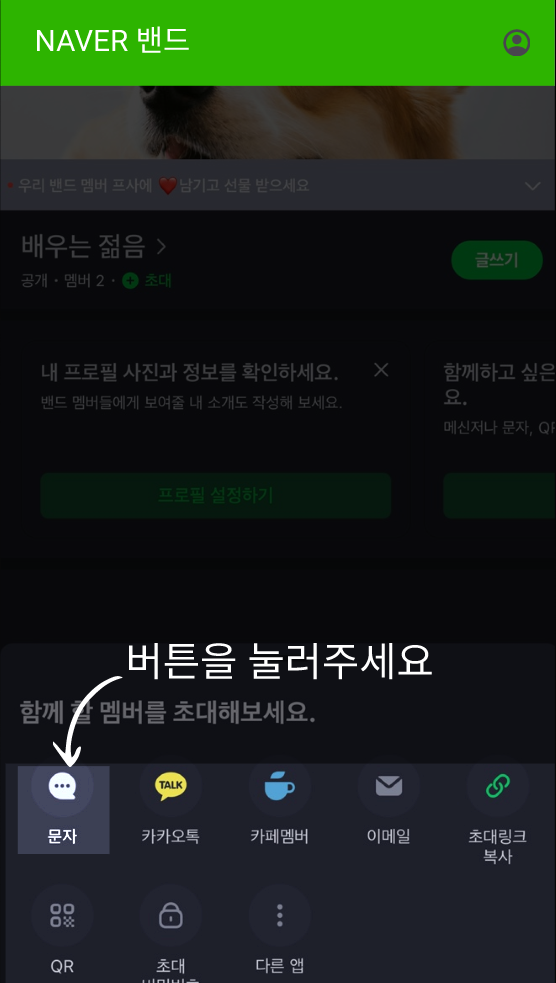 NAVER 밴드
우리 밴드 멤버 프사에 ❤️남기고 선물 받으세요
배우는 젊음 >
글쓰기
공개 · 멤버 2 · 초대
내 프로필 사진과 정보를 확인하세요.
밴드 멤버들에게 보여줄 내 소개도 작성해 보세요.
프로필 설정하기
함께하고 싶은
요.
메신저나 문자, QR
버튼을 눌러주세요
함께 할 멤버를 초대해보세요.
TALK
문자
카카오톡
카페멤버
이메일
초대링크
복사
QR
초대
다른 앱